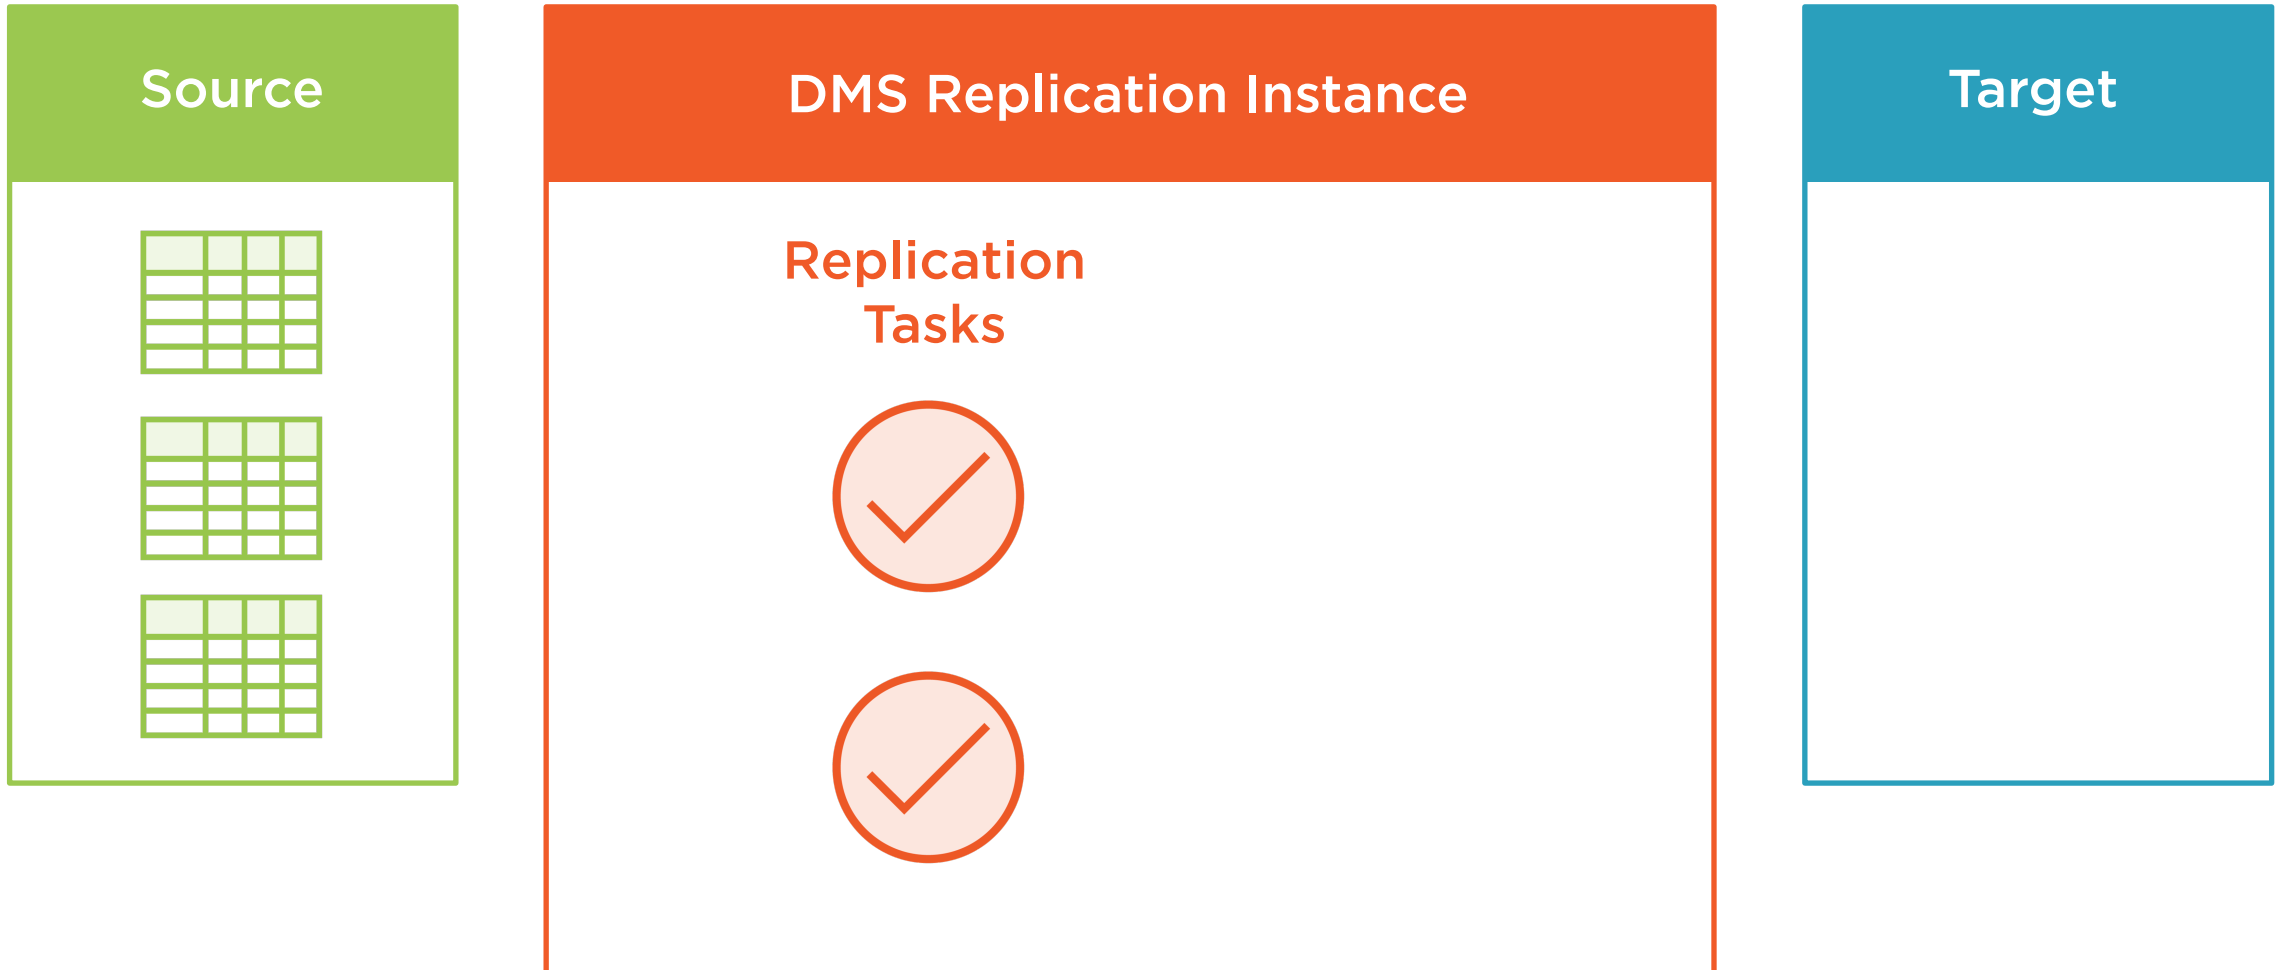 Source
DMS Replication Instance
Target
Replication
Tasks